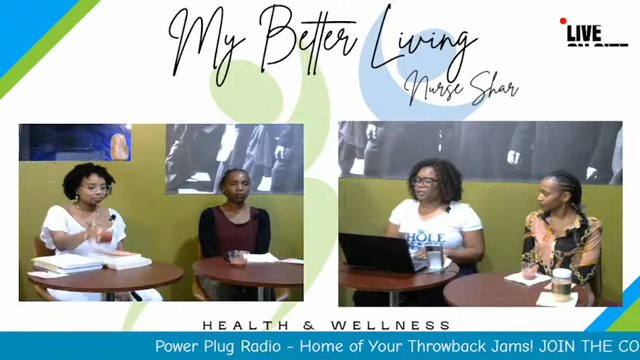 My Better Living
Nurse Shar
LIVE
WHOLE
HEALTH & WELLNESS
Power Plug Radio - Home of Your Throwback Jams! JOIN THE CO